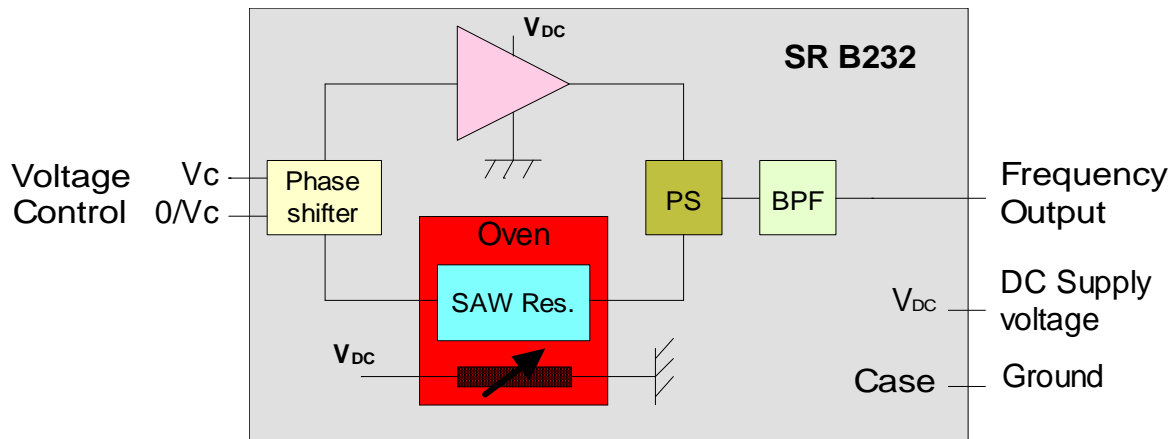 VDC
SR B232
Voltage
Control
Vc
0/Vc
Phase
shifter
PS
BPF
Frequency
Output
Oven
SAW Res.
VDC
VDC
DC Supply
voltage
Case
Ground